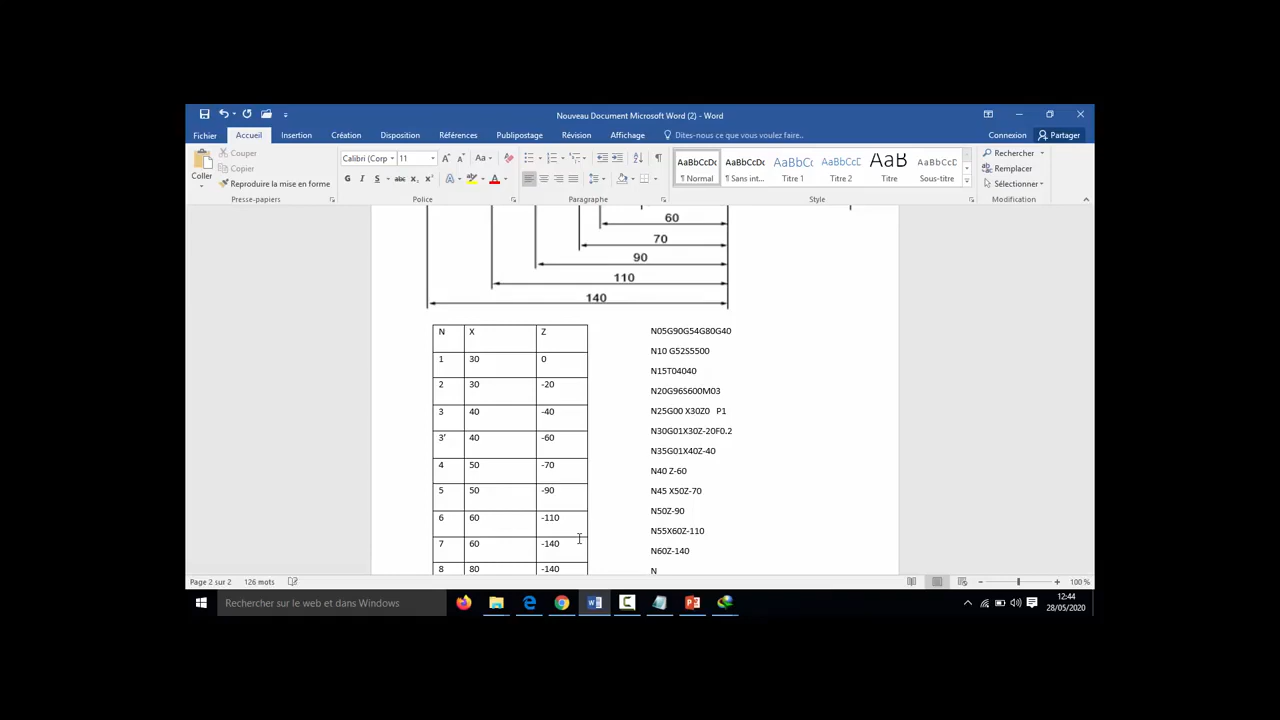 Nouveau Document Microsoft Word (2) - Word
Fichier Accueil Insertion Création Disposition Références Publipostage Révision Affichage Dites-nous ce que vous voulez faire.. Connexion Partager
Coller
Couper
Copier
Reproduire la mise en forme
Presse-papiers
Calibri (Corp 11
Aa
G I S abc x₂ x²
Police
Paragraphe
AaBbCcDc AaBbCcDc AaBbCc AaBbCcD AaB AaBbCcD
¶ Normal ¶ Sans int... Titre 1 Titre 2 Titre Sous-titre
Style
Rechercher
Remplacer
Sélectionner
Modification
60
70
90
110
140
N X Z
1 30 0
2 30 -20
3 40 -40
3’ 40 -60
4 50 -70
5 50 -90
6 60 -110
7 60 -140
8 80 -140
N05G90G54G80G40
N10 G52S5500
N15T04040
N20G96S600M03
N25G00 X30Z0 P1
N30G01X30Z-20F0.2
N35G01X40Z-40
N40 Z-60
N45 X50Z-70
N50Z-90
N55X60Z-110
N60Z-140
N
Page 2 sur 2 126 mots 100 %
Rechercher sur le web et dans Windows
12:44
28/05/2020